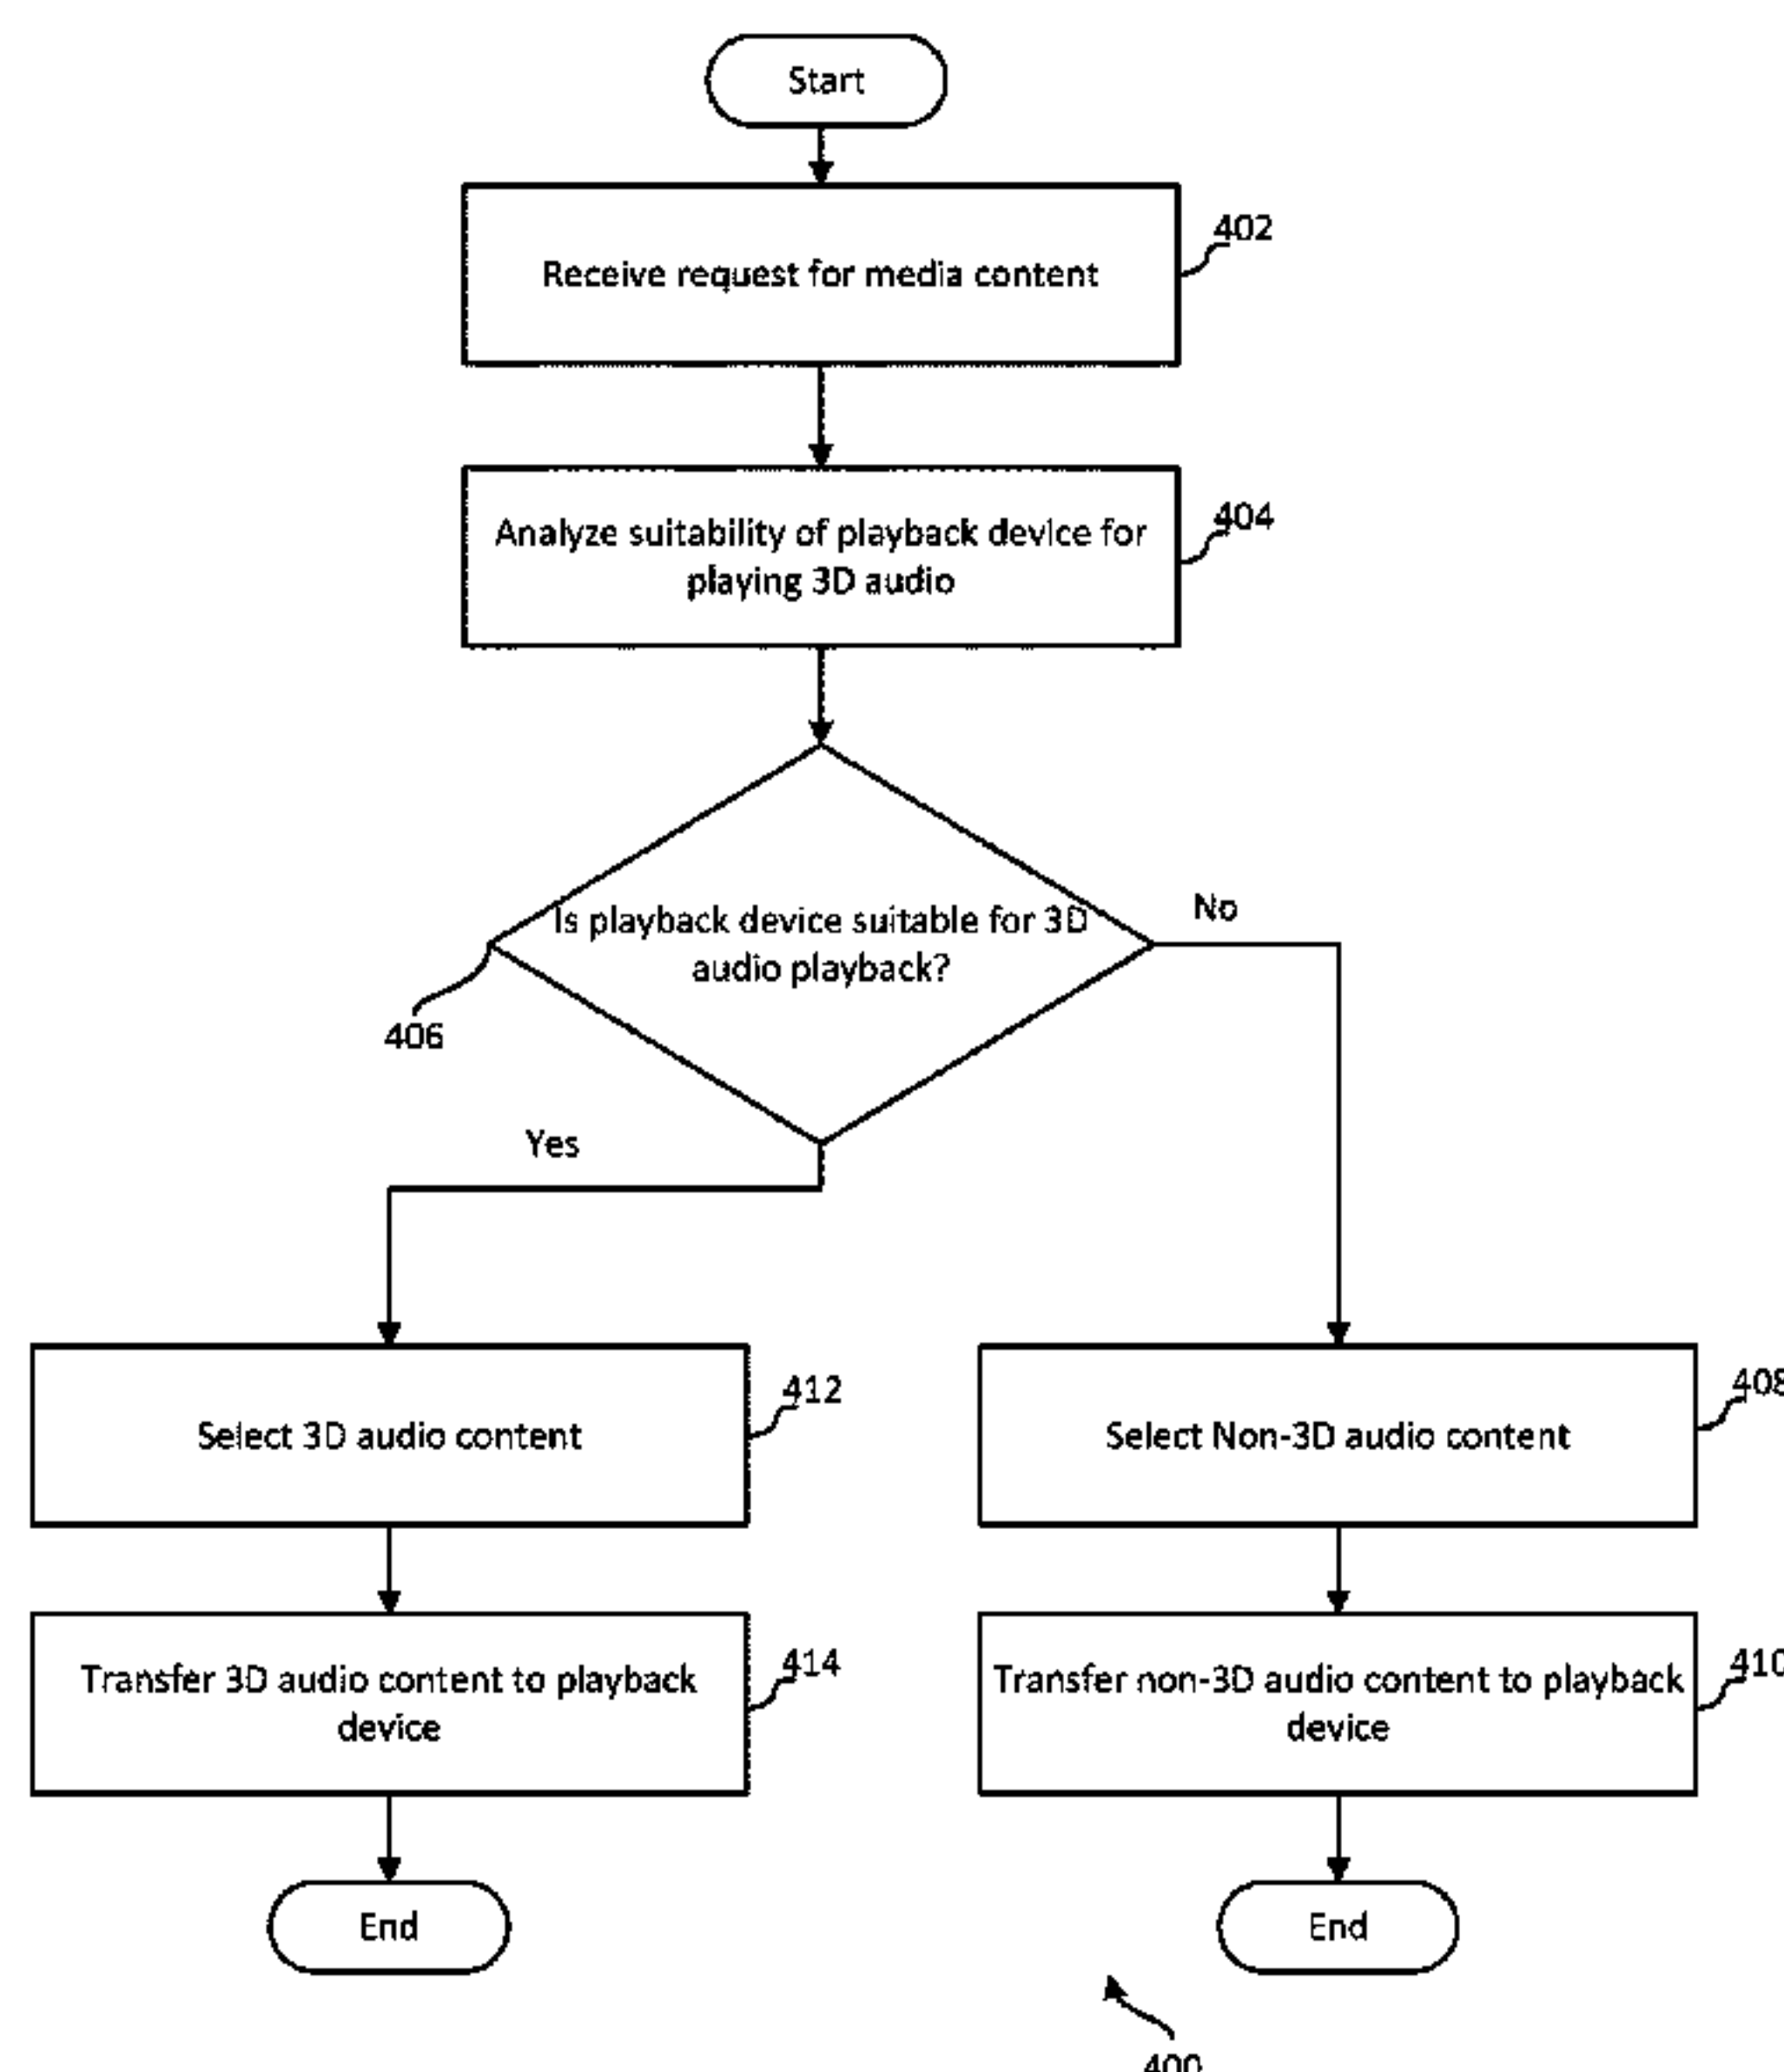 Start
Receive request for media content
402
Analyze suitability of playback device for
playing 3D audio
404
Is playback device suitable for 3D
audio playback?
406
No
Yes
Select 3D audio content
412
Select Non-3D audio content
408
Transfer 3D audio content to playback
device
414
Transfer non-3D audio content to playback
device
410
End
End
400